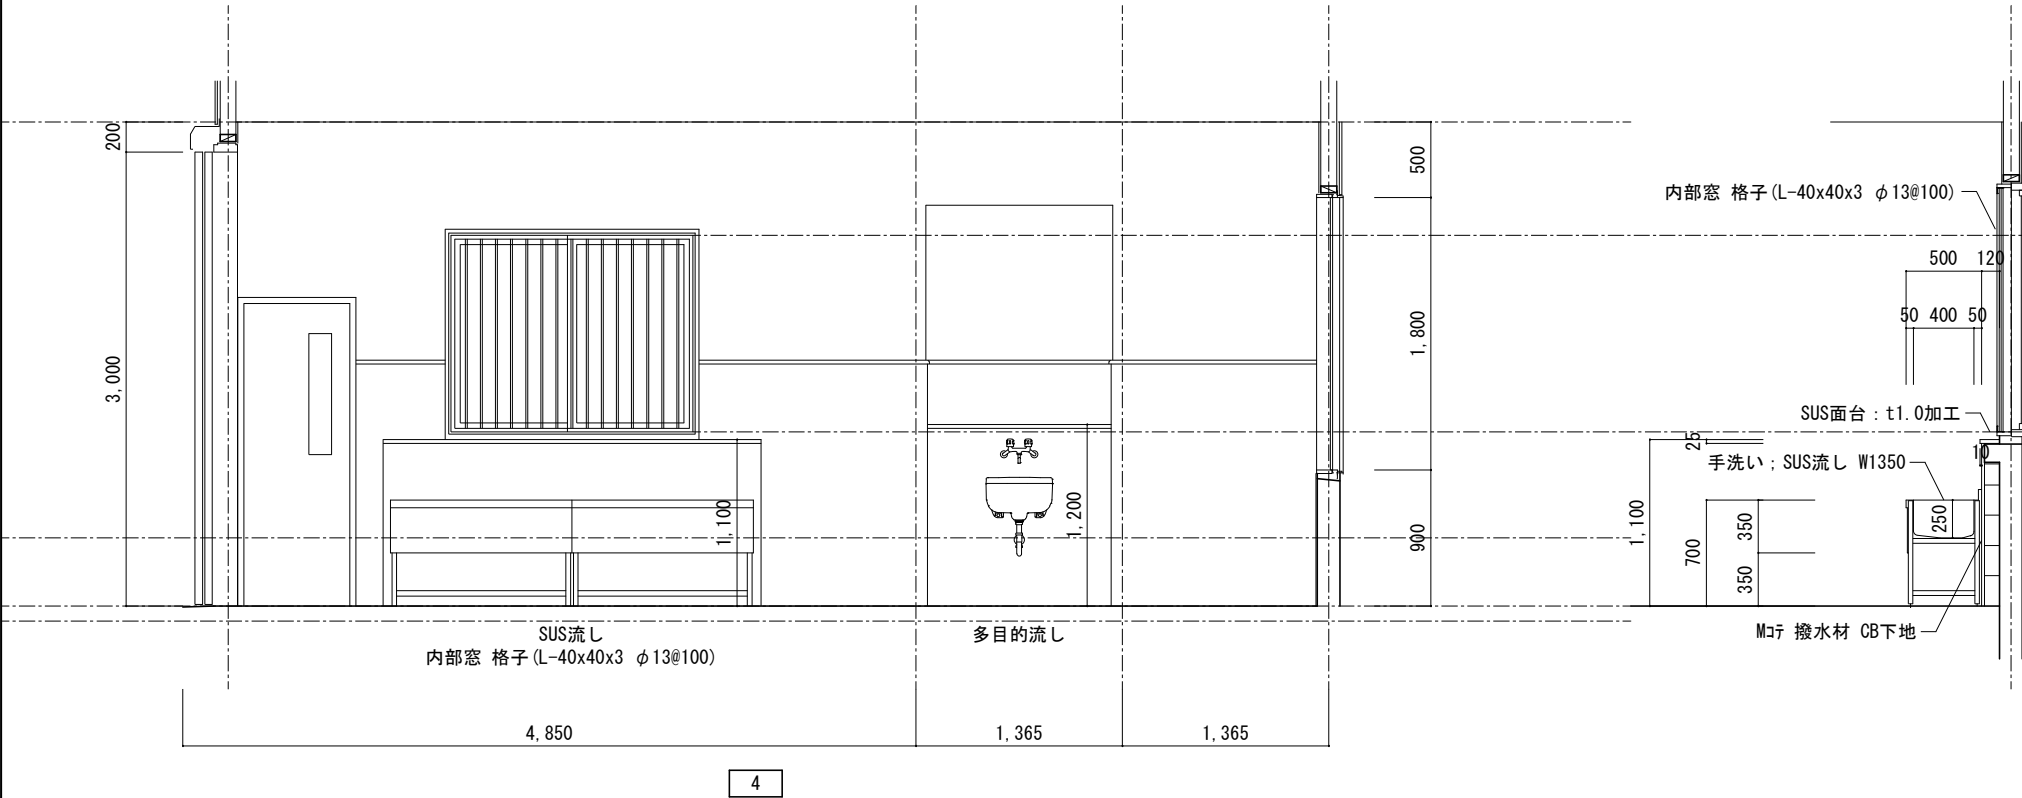 200
3,000
500
1,800
900
1,100
1,200
SUS流し
内部窓 格子(L-40x40x3 φ13@100)
多目的流し
4,850
1,365
1,365
4
内部窓 格子(L-40x40x3 φ13@100)
500 120
50 400 50
SUS面台：t1.0加工
25
10
手洗い；SUS流し W1350
1,100
700
350
350
250
Mｺﾃ 撥水材 CB下地